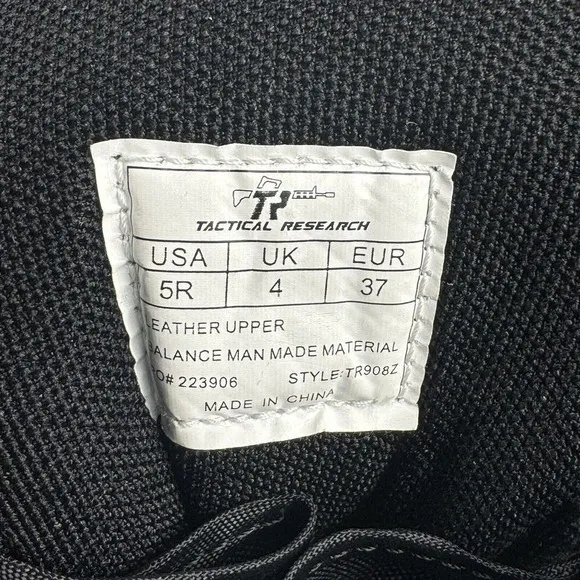 TR
TACTICAL RESEARCH
USA UK EUR
5R 4 37
LEATHER UPPER
BALANCE MAN MADE MATERIAL
O# 223906 STYLE:TR908Z
MADE IN CHINA